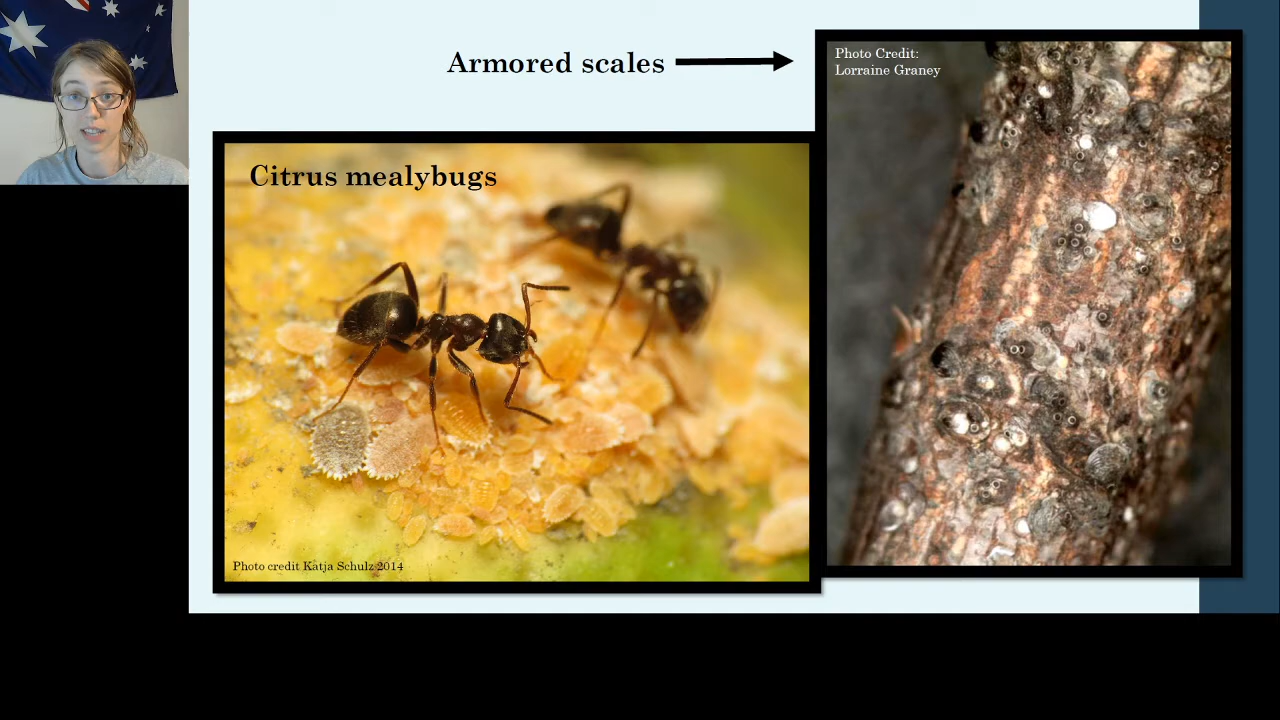 Armored scales
Photo Credit:
Lorraine Graney
Citrus mealybugs
Photo credit Katja Schulz 2014